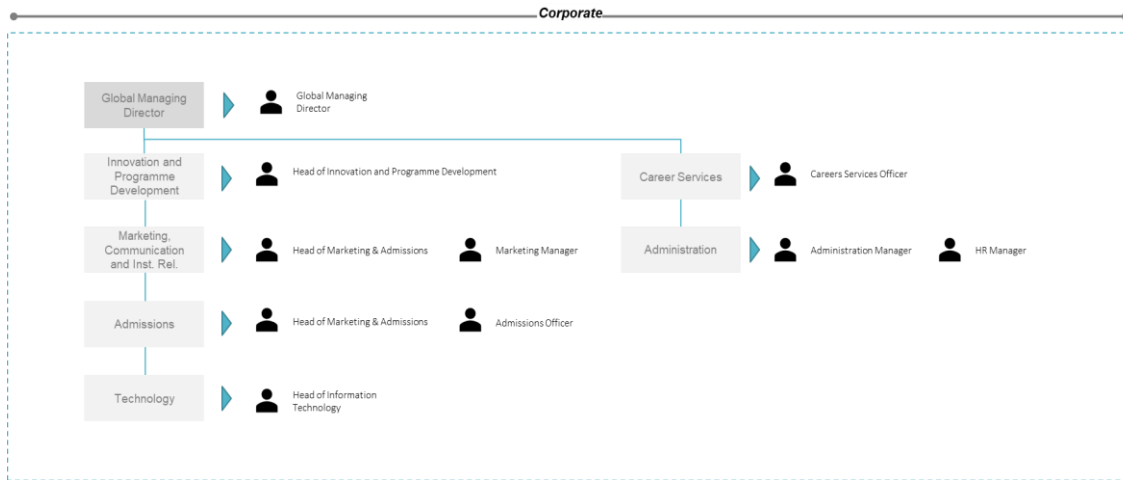 Corporate
Global Managing
Director
Global Managing
Director
Innovation and
Programme
Development
Head of Innovation and Programme Development
Career Services
Careers Services Officer
Marketing,
Communication
and Inst. Rel.
Head of Marketing & Admissions
Marketing Manager
Administration
Administration Manager
HR Manager
Admissions
Head of Marketing & Admissions
Admissions Officer
Technology
Head of Information
Technology